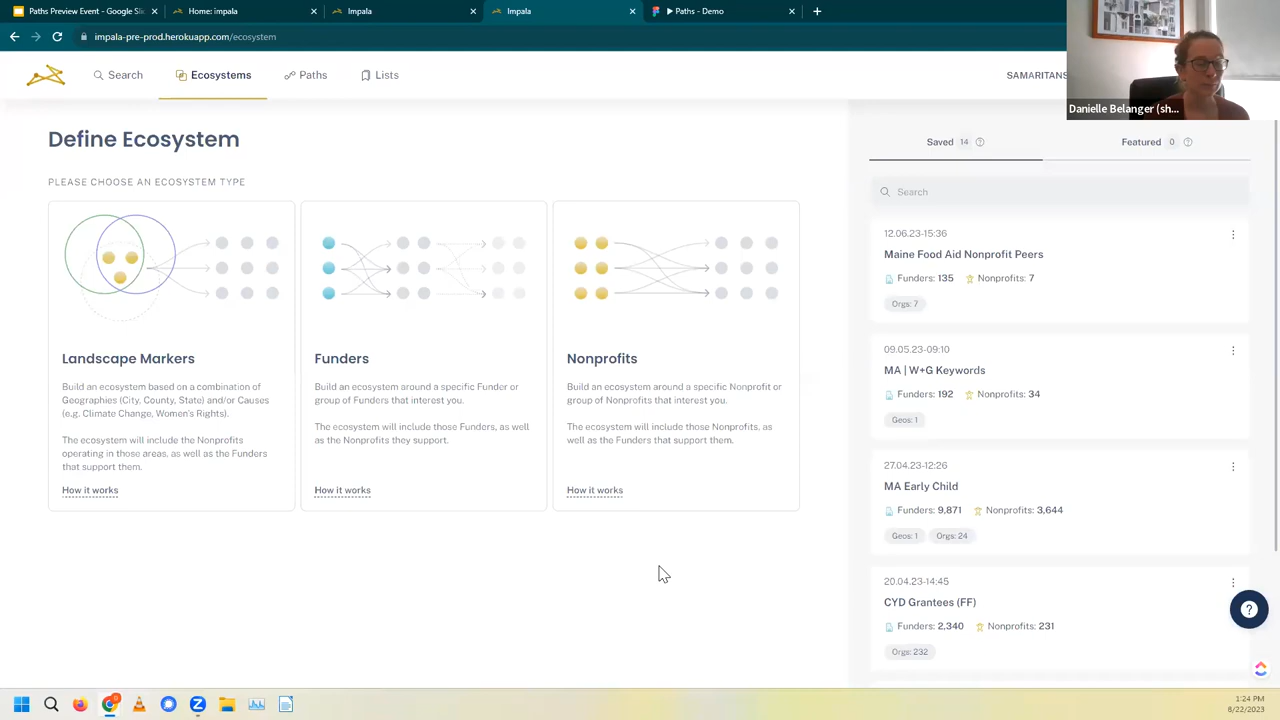 Paths Preview Event - Google Sli
Home: impala
Impala
Impala
Paths - Demo
impala-pre-prod.herokuapp.com/ecosystem
Search
Ecosystems
Paths
Lists
SAMARITANS
Danielle Belanger (sh...
Define Ecosystem
PLEASE CHOOSE AN ECOSYSTEM TYPE
Landscape Markers
Build an ecosystem based on a combination of
Geographies (City, County, State) and/or Causes
(e.g. Climate Change, Women's Rights).
The ecosystem will include the Nonprofits
operating in those areas, as well as the Funders
that support them.
How it works
Funders
Build an ecosystem around a specific Funder or
group of Funders that interest you.
The ecosystem will include those Funders, as well
as the Nonprofits they support.
How it works
Nonprofits
Build an ecosystem around a specific Nonprofit or
group of Nonprofits that interest you.
The ecosystem will include those Nonprofits, as
well as the Funders that support them.
How it works
Saved 14
Featured 0
Search
12.06.23-15:36
Maine Food Aid Nonprofit Peers
Funders: 135 Nonprofits: 7
Orgs: 7
09.05.23-09:10
MA | W+G Keywords
Funders: 192 Nonprofits: 34
Geos: 1
27.04.23-12:26
MA Early Child
Funders: 9,871 Nonprofits: 3,644
Geos: 1 Orgs: 24
20.04.23-14:45
CYD Grantees (FF)
Funders: 2,340 Nonprofits: 231
Orgs: 232
1:24 PM
8/22/2023